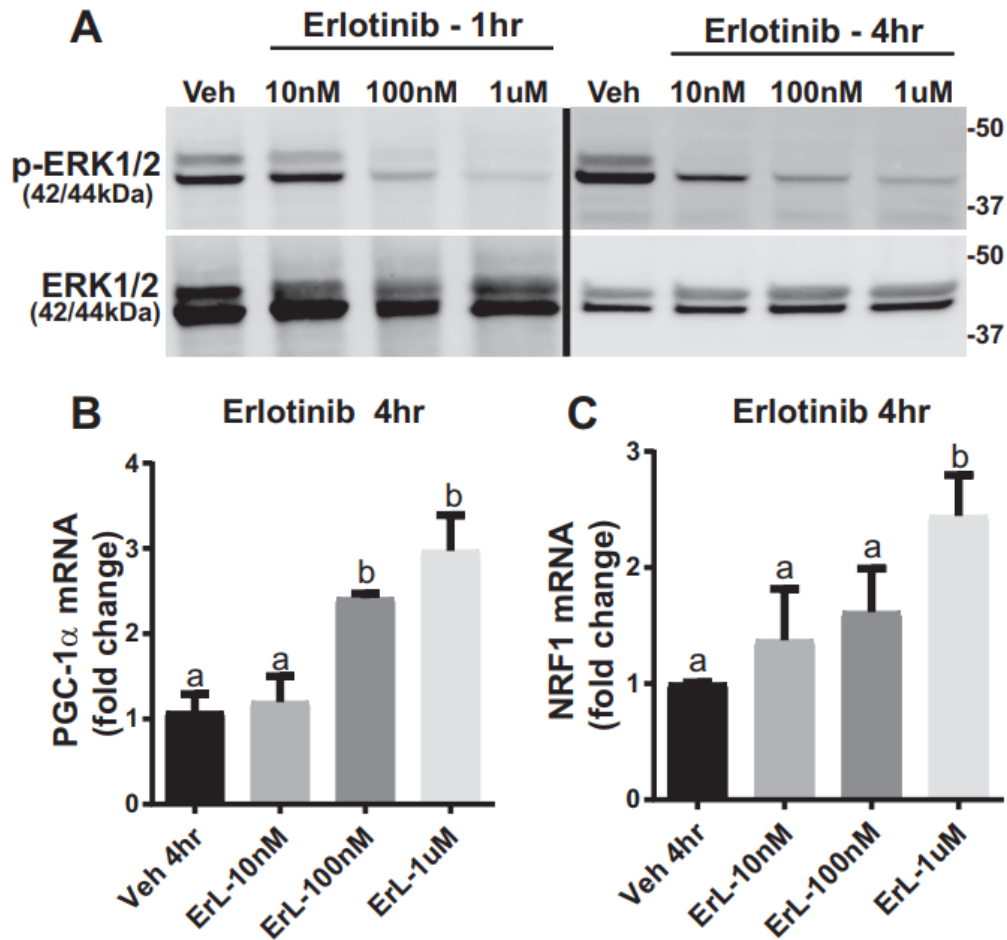 A
Erlotinib - 1hr
Erlotinib - 4hr
Veh 10nM 100nM 1uM Veh 10nM 100nM 1uM
p-ERK1/2
(42/44kDa)
-50
-37
ERK1/2
(42/44kDa)
-50
-37
B
Erlotinib 4hr
PGC-1α mRNA
(fold change)
4
3
2
1
0
a
a
b
b
Veh 4hr
ErL-10nM
ErL-100nM
ErL-1uM
C
Erlotinib 4hr
NRF1 mRNA
(fold change)
3
2
1
0
a
a
a
b
Veh 4hr
ErL-10nM
ErL-100nM
ErL-1uM